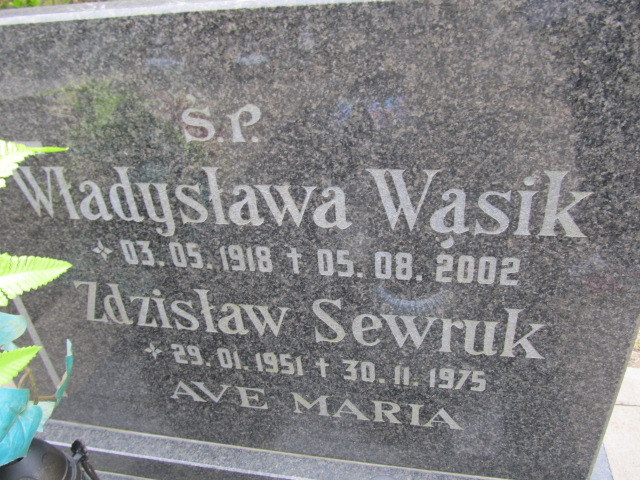 Ś.P.
Władysława Wąsik
✧ 03.05.1918 † 05.08.2002
Zdzisław Sewruk
✧ 29.01.1951 † 30.11.1975
AVE MARIA